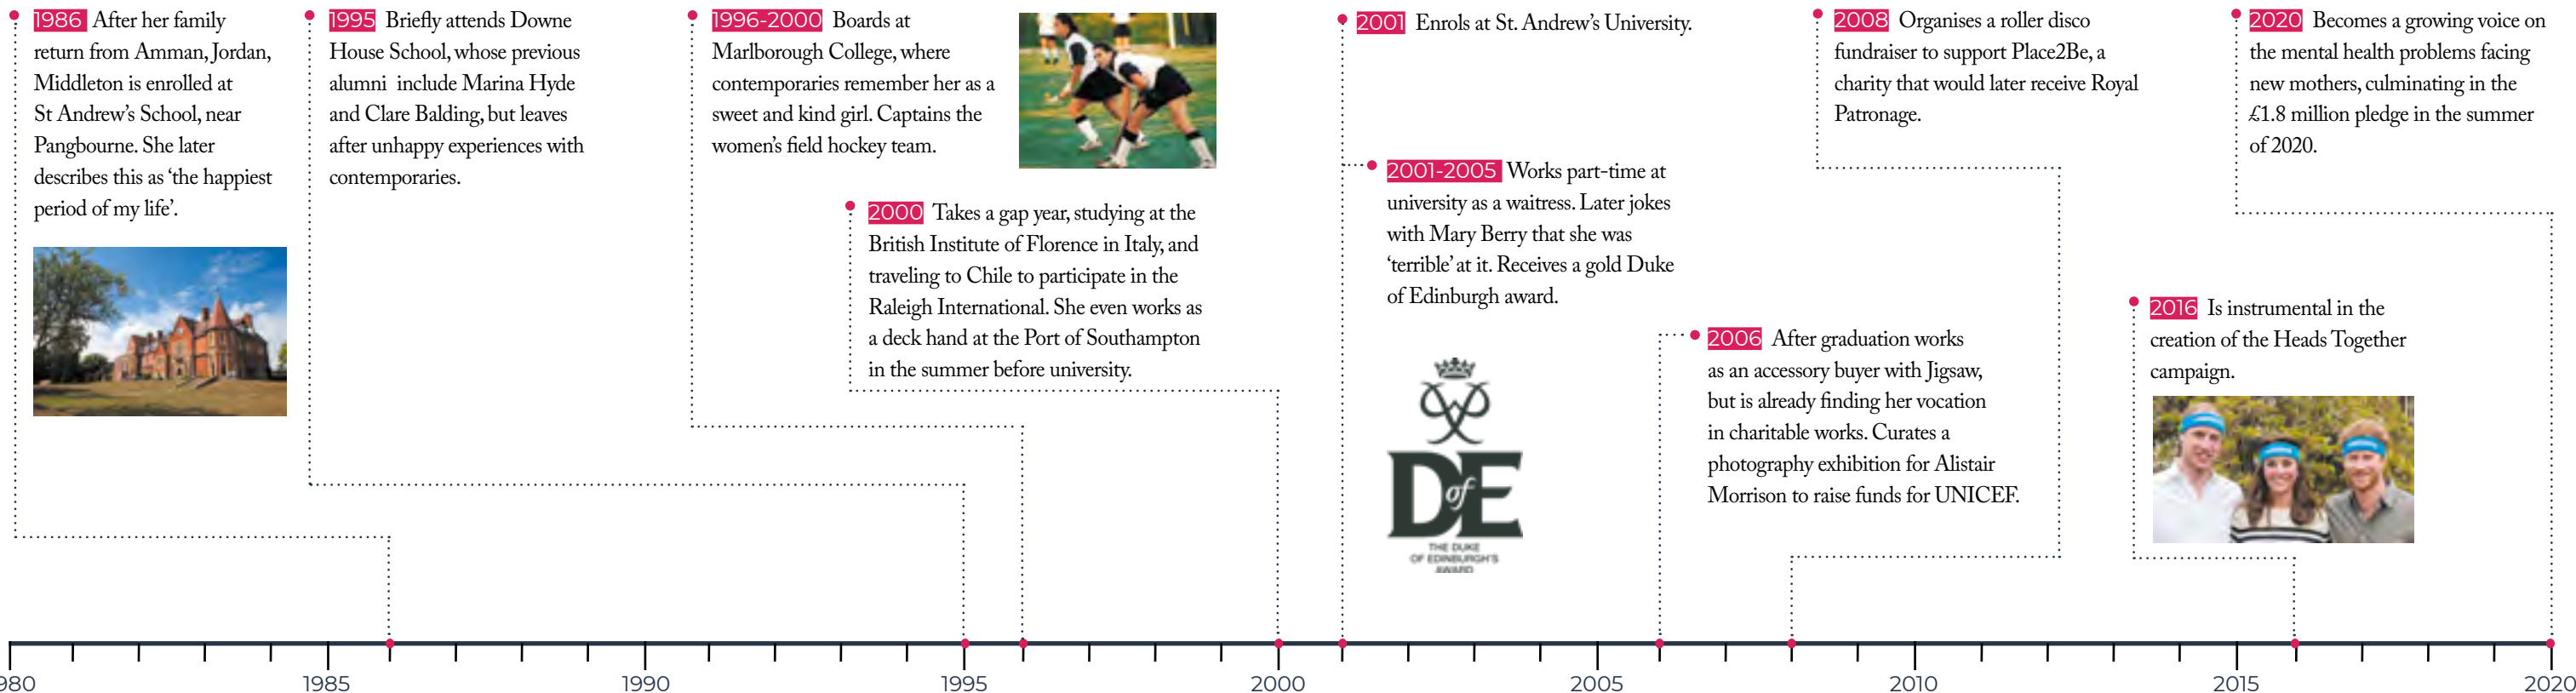 1986 After her family
return from Amman, Jordan,
Middleton is enrolled at
St Andrew's School, near
Pangbourne. She later
describes this as 'the happiest
period of my life'.
1995 Briefly attends Downe
House School, whose previous
alumni include Marina Hyde
and Clare Balding, but leaves
after unhappy experiences with
contemporaries.
1996-2000 Boards at
Marlborough College, where
contemporaries remember her as a
sweet and kind girl. Captains the
women's field hockey team.
2000 Takes a gap year, studying at the
British Institute of Florence in Italy, and
traveling to Chile to participate in the
Raleigh International. She even works as
a deck hand at the Port of Southampton
in the summer before university.
2001 Enrols at St. Andrew's University.
2001-2005 Works part-time at
university as a waitress. Later jokes
with Mary Berry that she was
'terrible' at it. Receives a gold Duke
of Edinburgh award.
DofE
THE DUKE
OF EDINBURGH'S
AWARD
2006 After graduation works
as an accessory buyer with Jigsaw,
but is already finding her vocation
in charitable works. Curates a
photography exhibition for Alistair
Morrison to raise funds for UNICEF.
2008 Organises a roller disco
fundraiser to support Place2Be, a
charity that would later receive Royal
Patronage.
2016 Is instrumental in the
creation of the Heads Together
campaign.
2020 Becomes a growing voice on
the mental health problems facing
new mothers, culminating in the
£1.8 million pledge in the summer
of 2020.
980 1985 1990 1995 2000 2005 2010 2015 2020